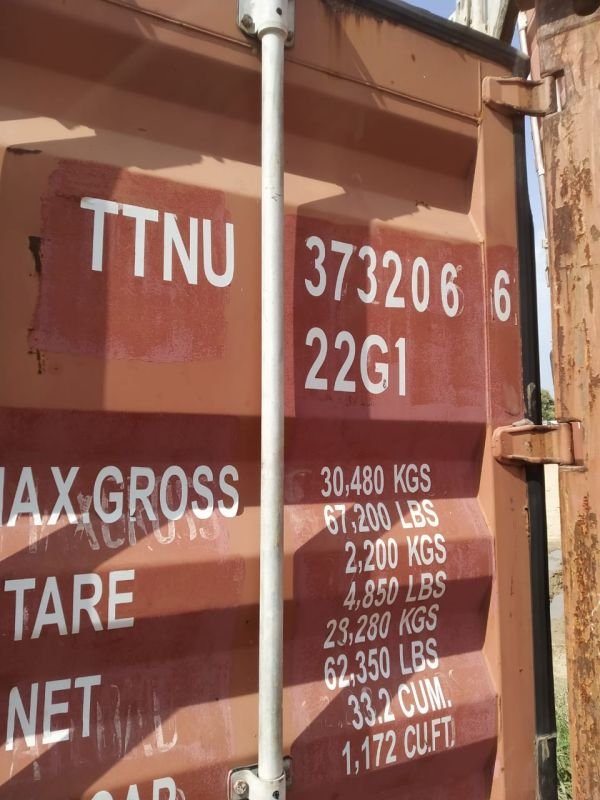 TTNU 373206 6
22G1
MAX.GROSS 30,480 KGS
67,200 LBS
TARE 2,200 KGS
4,850 LBS
NET 28,280 KGS
62,350 LBS
33.2 CUM.
1,172 CU.FT.